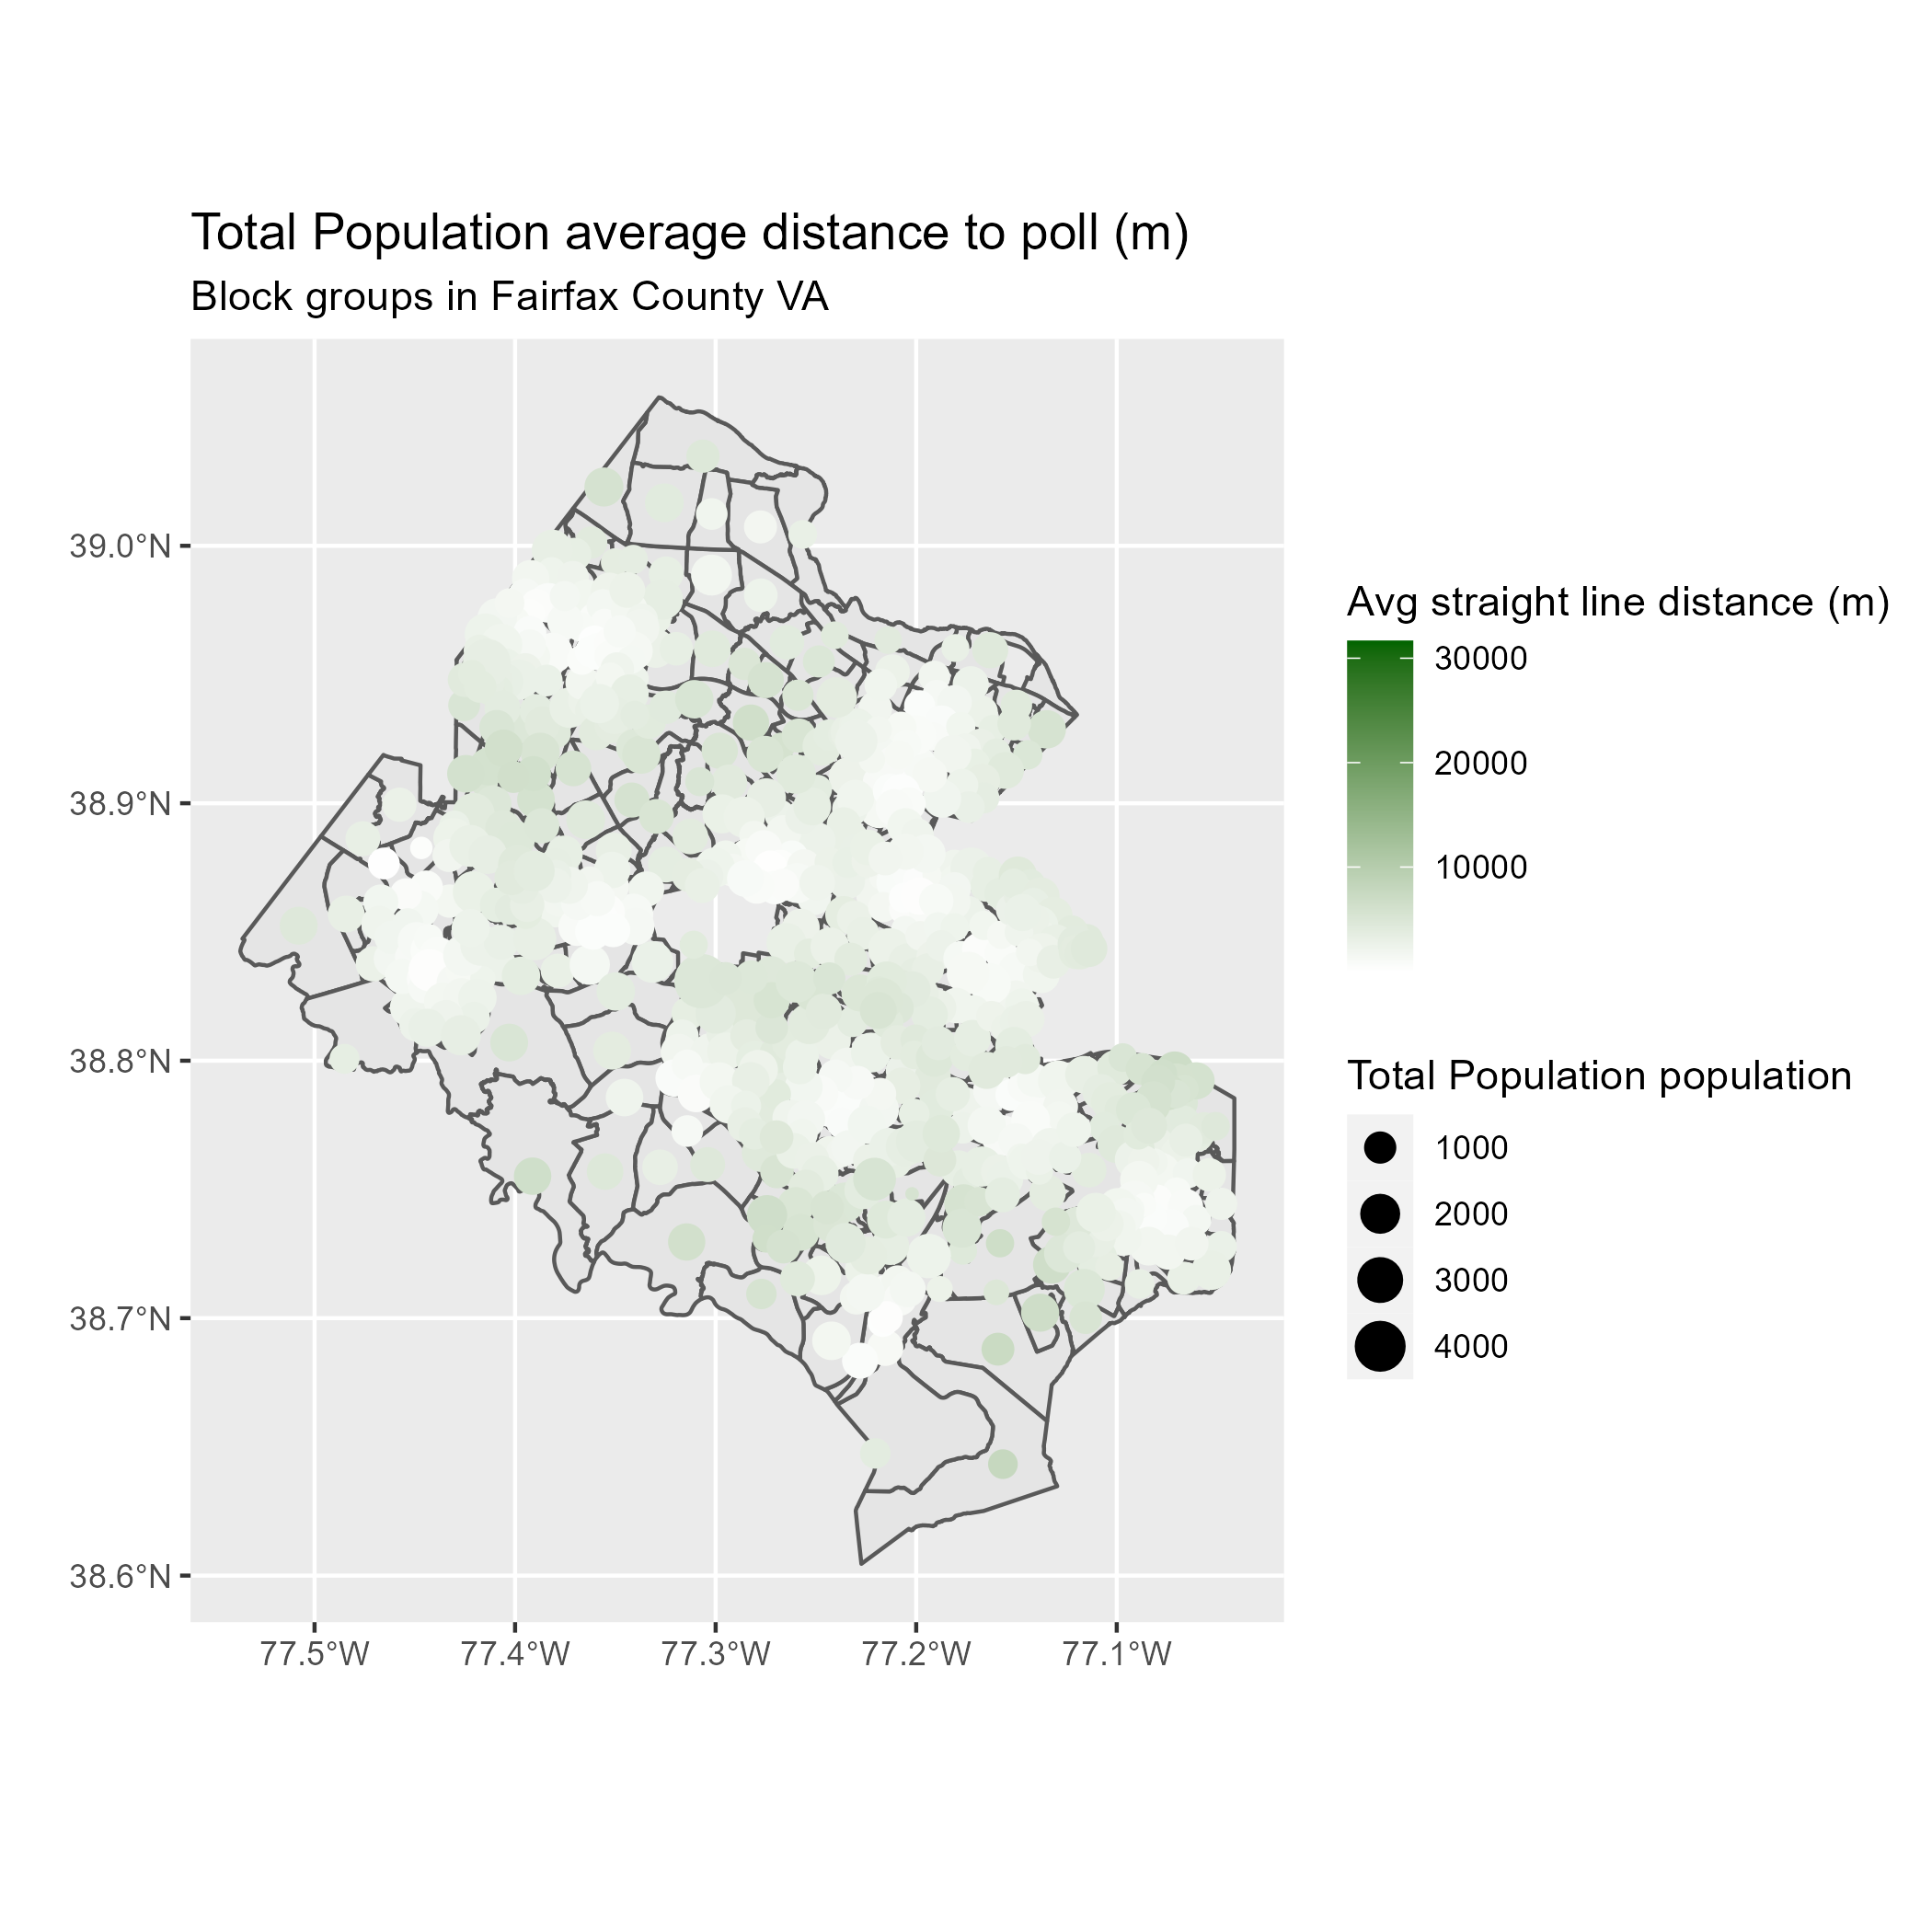 Total Population average distance to poll (m)
Block groups in Fairfax County VA
39.0°N
38.9°N
38.8°N
38.7°N
38.6°N
77.5°W
77.4°W
77.3°W
77.2°W
77.1°W
Avg straight line distance (m)
30000
20000
10000
Total Population population
1000
2000
3000
4000